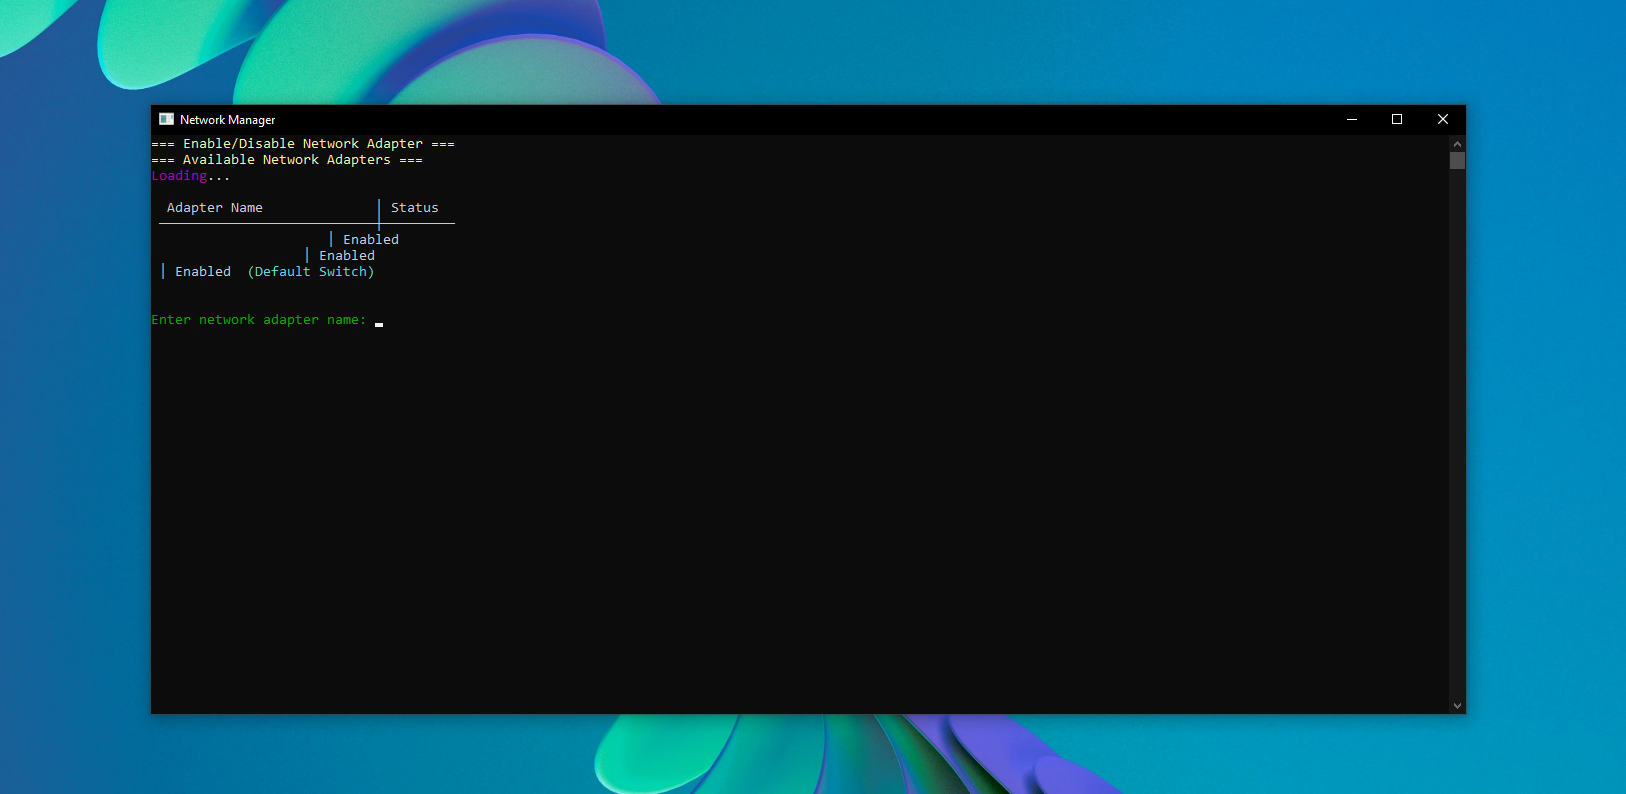 Network Manager
=== Enable/Disable Network Adapter ===
=== Available Network Adapters ===
Loading...
Adapter Name │ Status
│ Enabled
│ Enabled
│ Enabled (Default Switch)
Enter network adapter name: